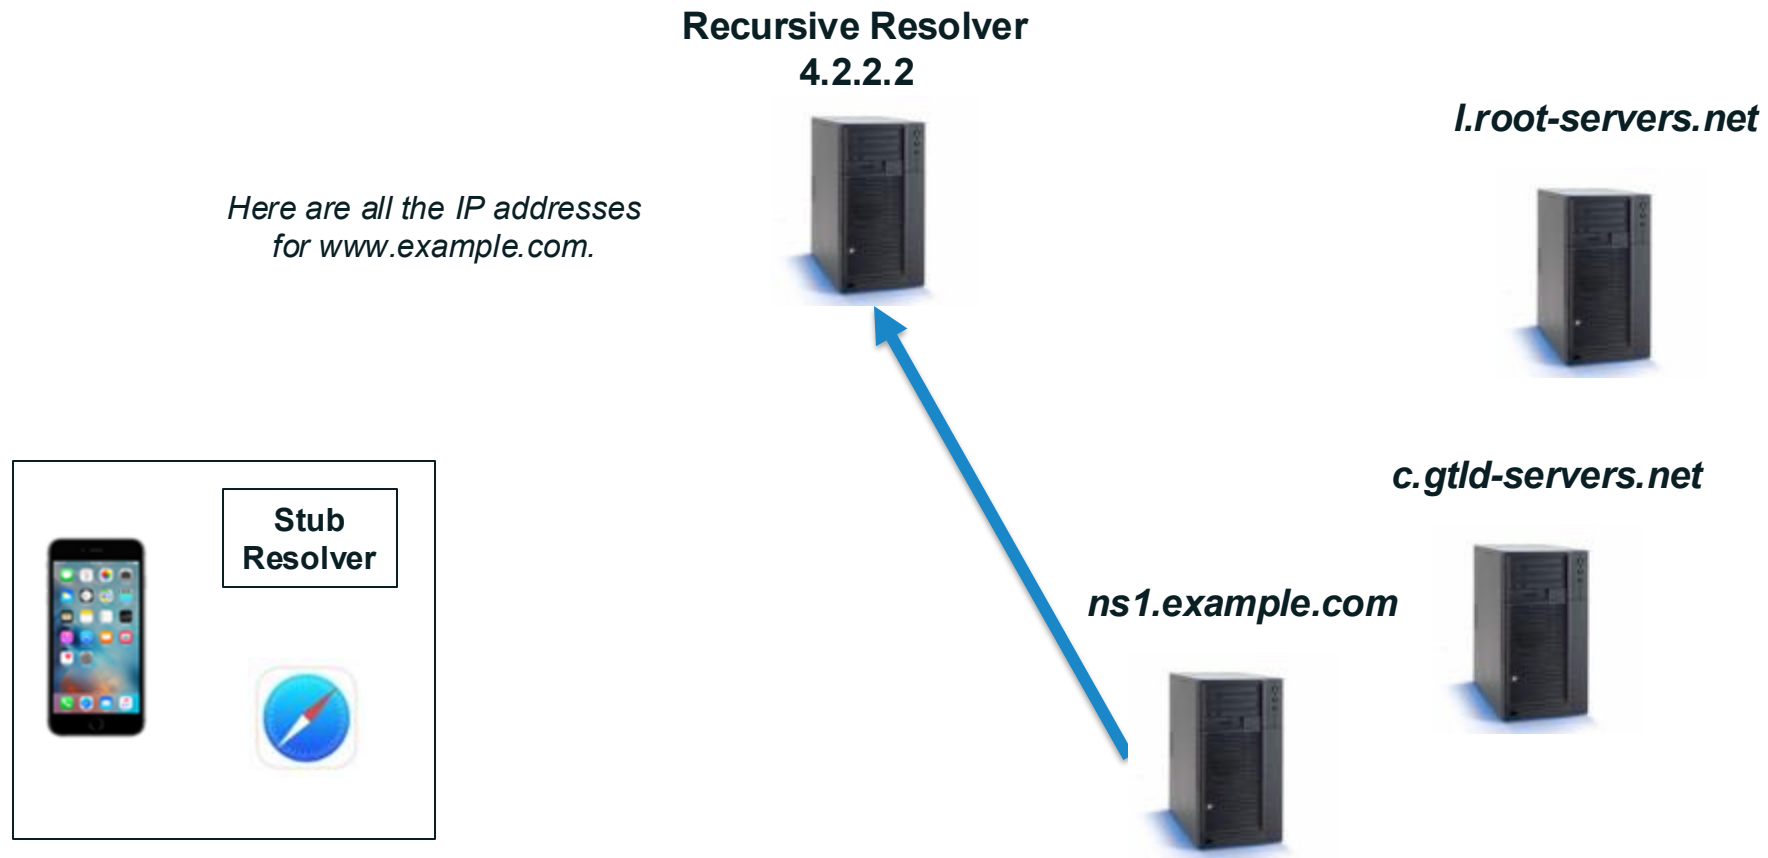 Recursive Resolver
4.2.2.2
l.root-servers.net
Here are all the IP addresses
for www.example.com.
c.gtld-servers.net
Stub
Resolver
ns1.example.com